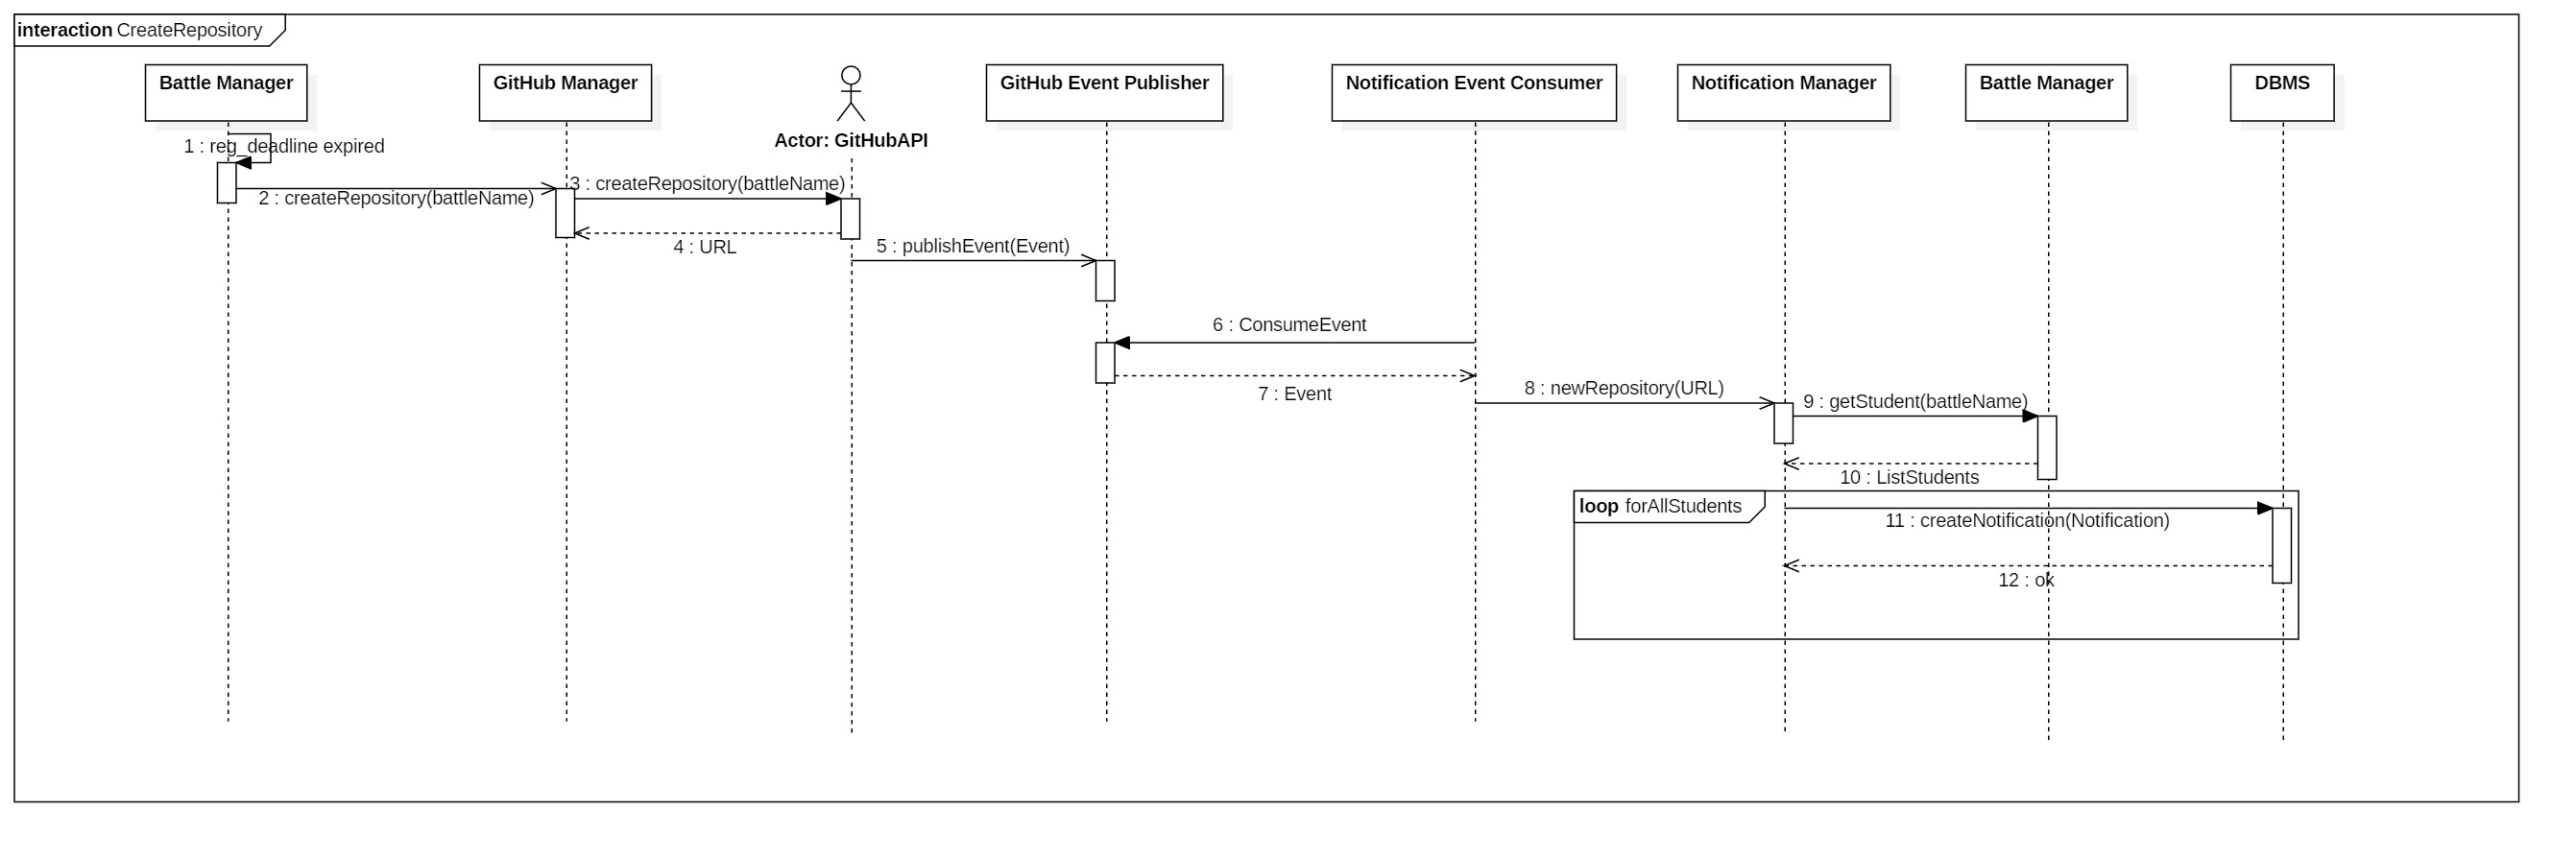 interaction CreateRepository
Battle Manager
GitHub Manager
Actor: GitHubAPI
GitHub Event Publisher
Notification Event Consumer
Notification Manager
Battle Manager
DBMS
1 : reg_deadline expired
2 : createRepository(battleName)
3 : createRepository(battleName)
4 : URL
5 : publishEvent(Event)
6 : ConsumeEvent
7 : Event
8 : newRepository(URL)
9 : getStudent(battleName)
10 : ListStudents
loop forAllStudents
11 : createNotification(Notification)
12 : ok